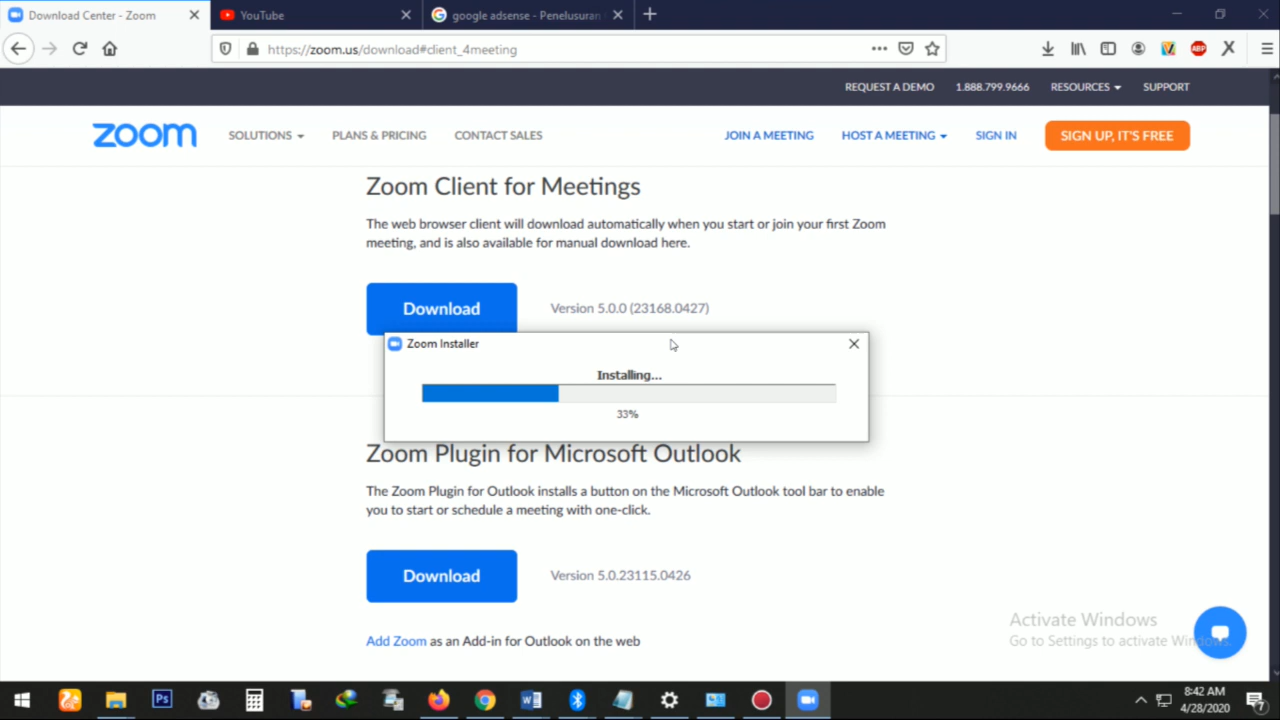 Download Center - Zoom
YouTube
google adsense - Penelusuran
https://zoom.us/download#client_4meeting
ABP
REQUEST A DEMO 1.888.799.9666 RESOURCES SUPPORT
zoom SOLUTIONS PLANS & PRICING CONTACT SALES JOIN A MEETING HOST A MEETING SIGN IN SIGN UP, IT'S FREE
Zoom Client for Meetings
The web browser client will download automatically when you start or join your first Zoom
meeting, and is also available for manual download here.
Download Version 5.0.0 (23168.0427)
Zoom Installer
Installing...
33%
Zoom Plugin for Microsoft Outlook
The Zoom Plugin for Outlook installs a button on the Microsoft Outlook tool bar to enable
you to start or schedule a meeting with one-click.
Download Version 5.0.23115.0426
Add Zoom as an Add-in for Outlook on the web
Activate Windows
Go to Settings to activate Windows.
Ps
8:42 AM
4/28/2020
7